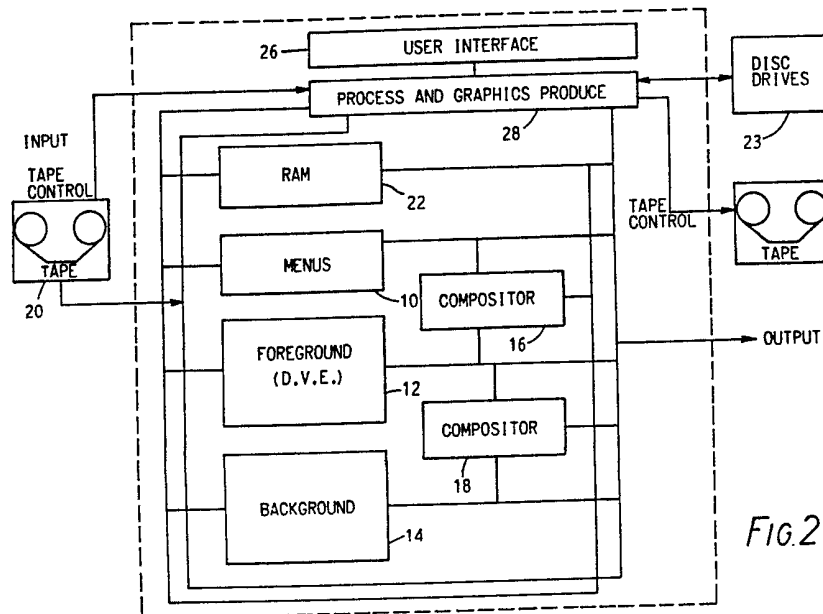 26
USER INTERFACE
PROCESS AND GRAPHICS PRODUCE
28
DISC
DRIVES
23
INPUT
TAPE
CONTROL
TAPE
20
RAM
22
TAPE
CONTROL
TAPE
MENUS
10
COMPOSITOR
16
FOREGROUND
(D.V.E.)
12
OUTPUT
COMPOSITOR
18
BACKGROUND
14
FIG.2